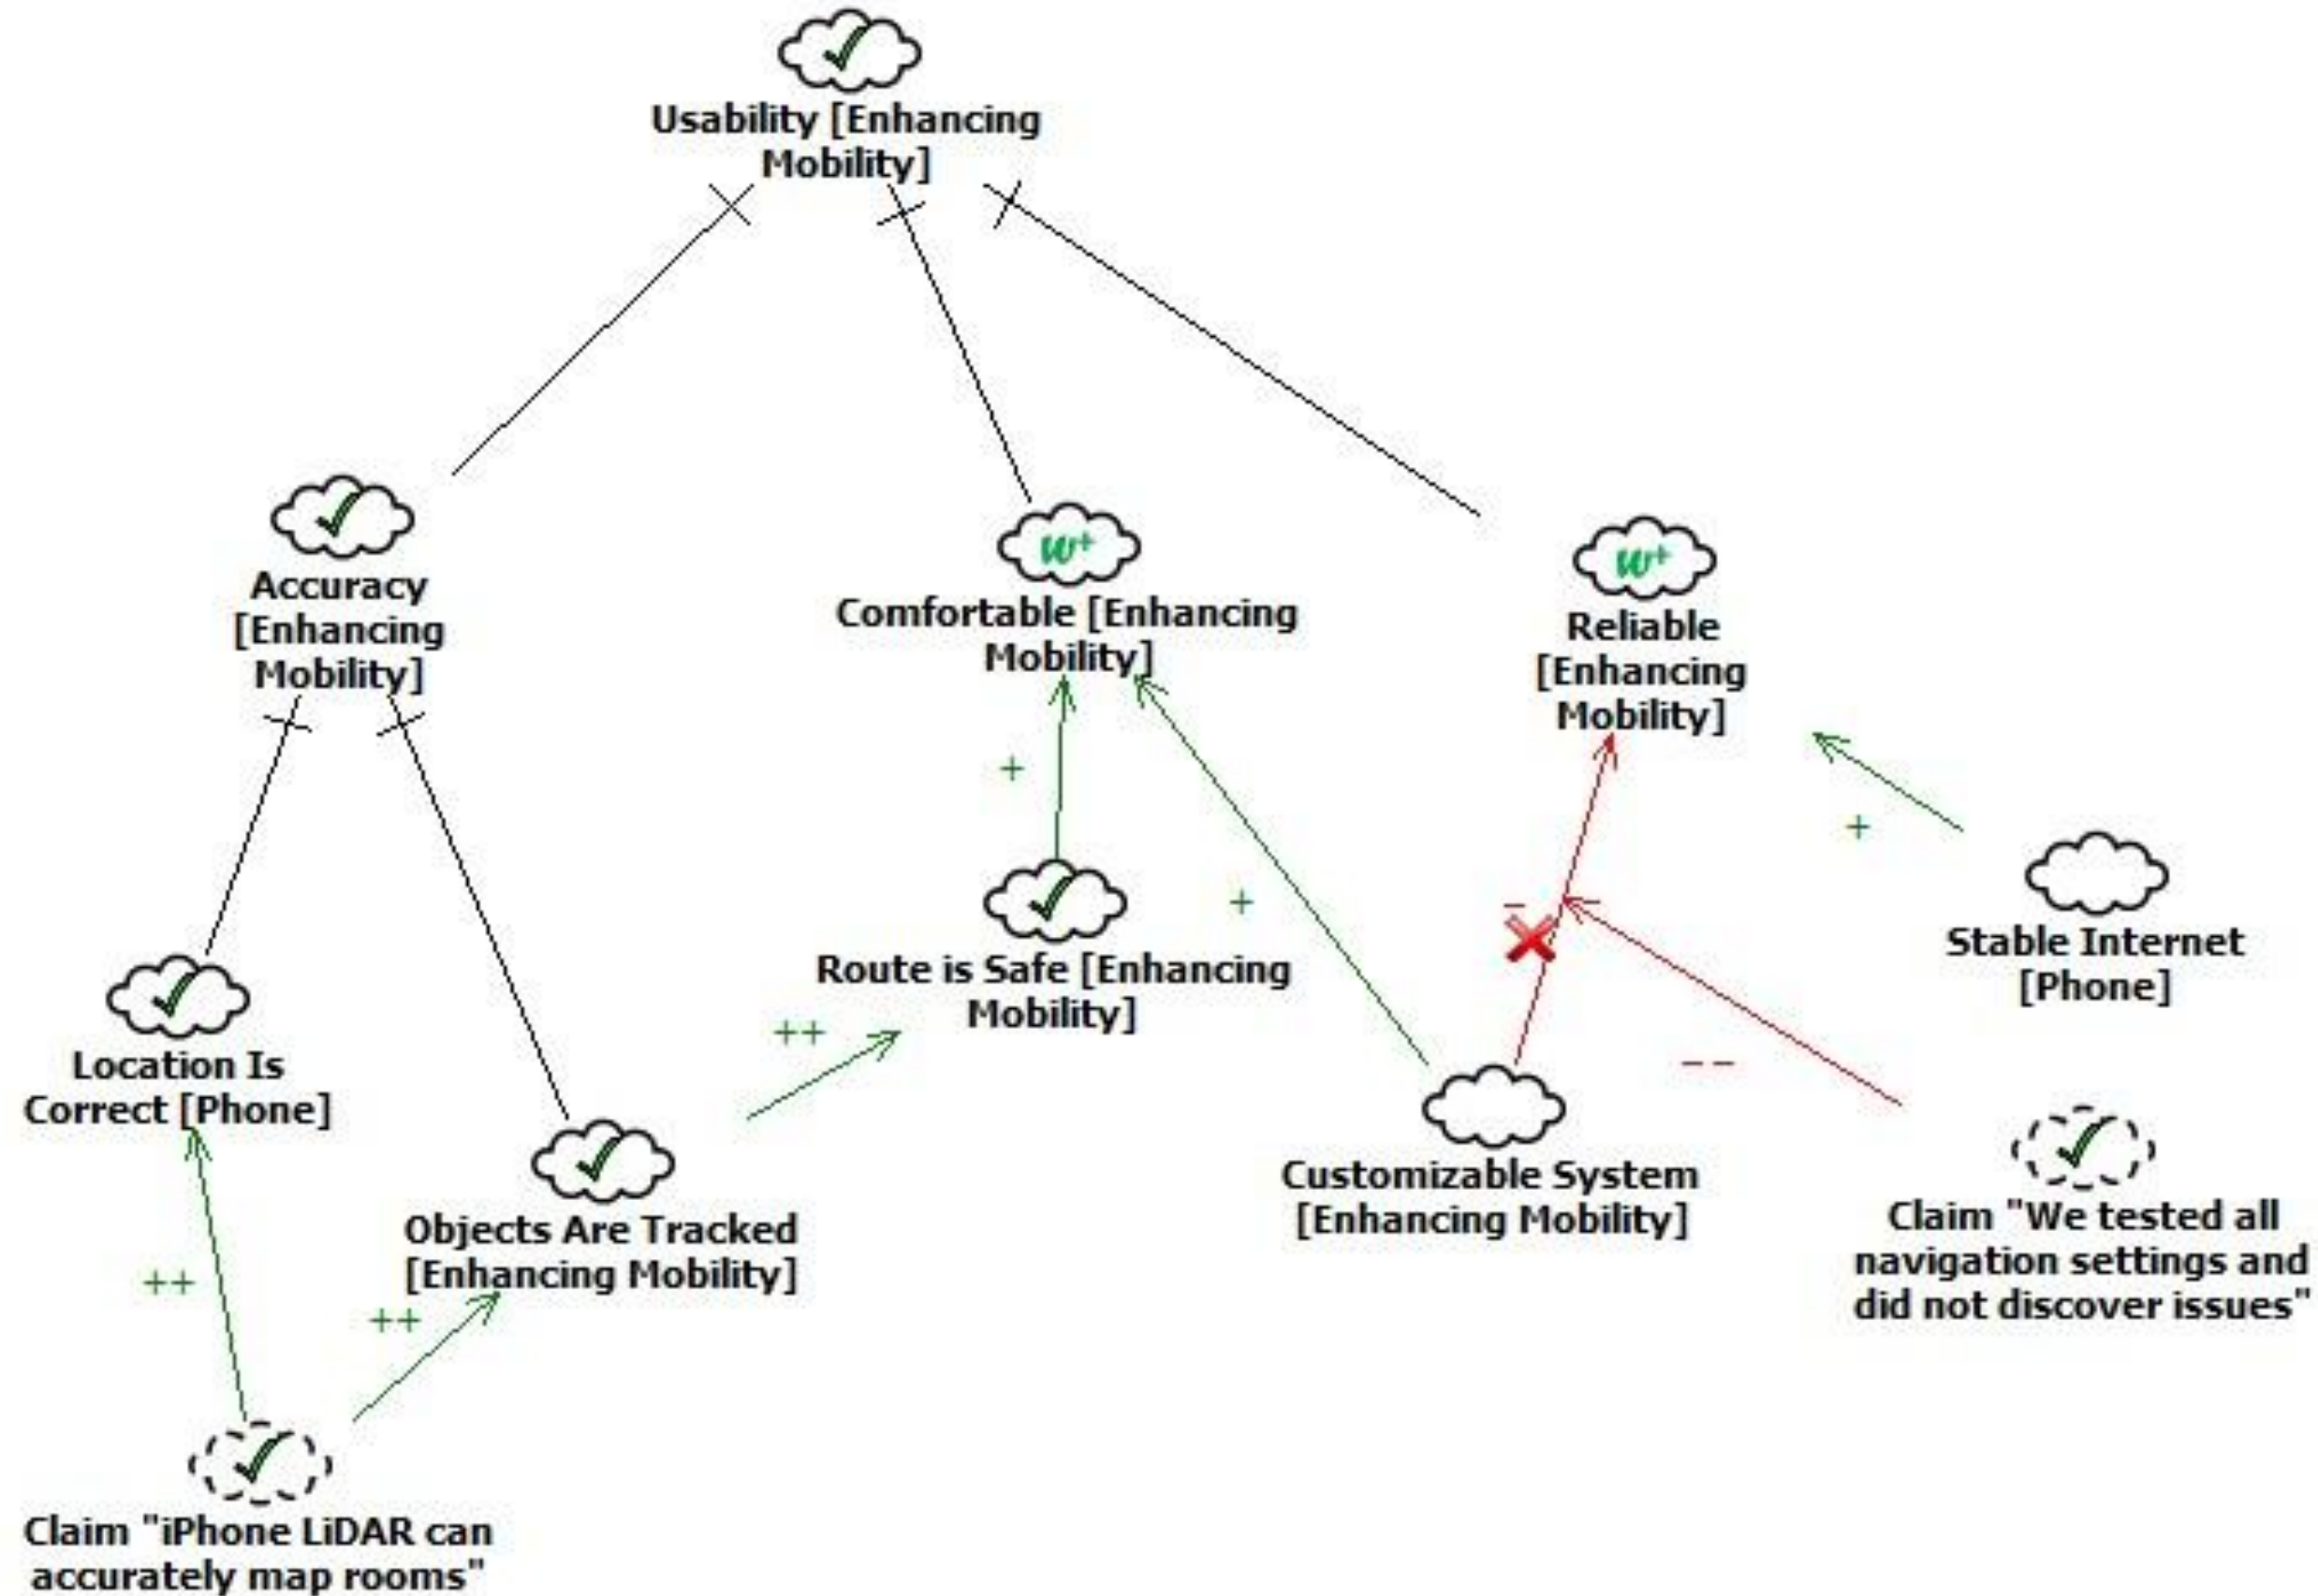 Usability [Enhancing
Mobility]
Accuracy
[Enhancing
Mobility]
w+
Comfortable [Enhancing
Mobility]
w+
Reliable
[Enhancing
Mobility]
+
+
Route is Safe [Enhancing
Mobility]
+
-
Stable Internet
[Phone]
Location Is
Correct [Phone]
++
Objects Are Tracked
[Enhancing Mobility]
Customizable System
[Enhancing Mobility]
--
Claim "We tested all
navigation settings and
did not discover issues"
++
++
Claim "iPhone LiDAR can
accurately map rooms"